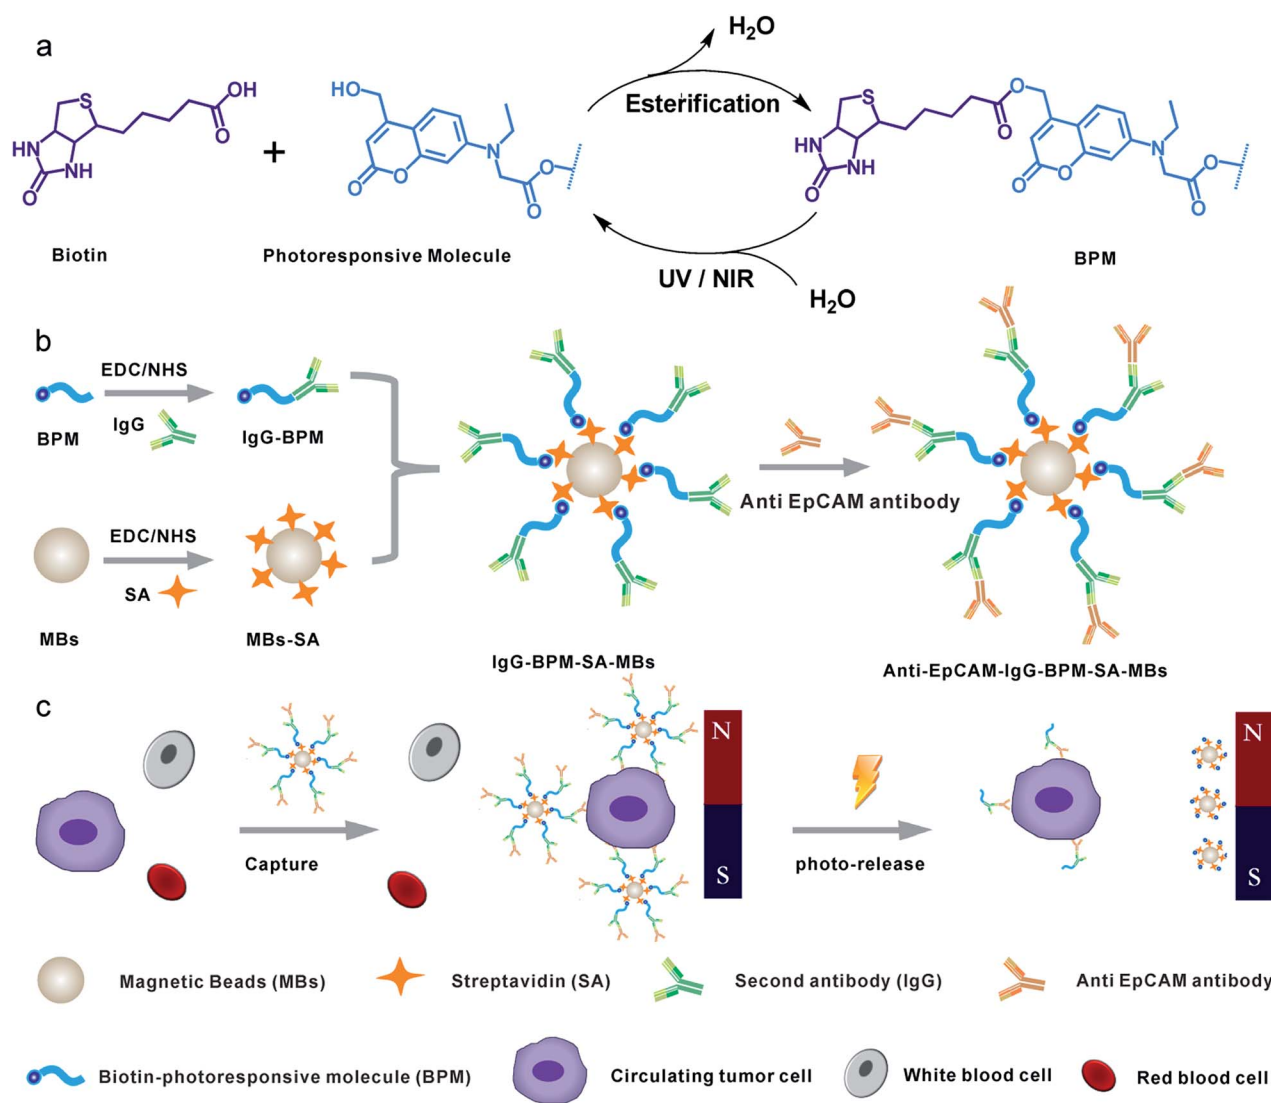 a
H₂O
Esterification
HO
OH
O
S
HN
NH
O
+
HO
O
O
N
O
O
S
HN
NH
O
O
O
O
O
N
O
O
Biotin
Photoresponsive Molecule
UV / NIR
H₂O
BPM
b
EDC/NHS
IgG
BPM
IgG-BPM
EDC/NHS
SA
MBs
MBs-SA
IgG-BPM-SA-MBs
Anti EpCAM antibody
Anti-EpCAM-IgG-BPM-SA-MBs
c
Capture
N
S
photo-release
N
S
Magnetic Beads (MBs)
Streptavidin (SA)
Second antibody (IgG)
Anti EpCAM antibody
Biotin-photoresponsive molecule (BPM)
Circulating tumor cell
White blood cell
Red blood cell